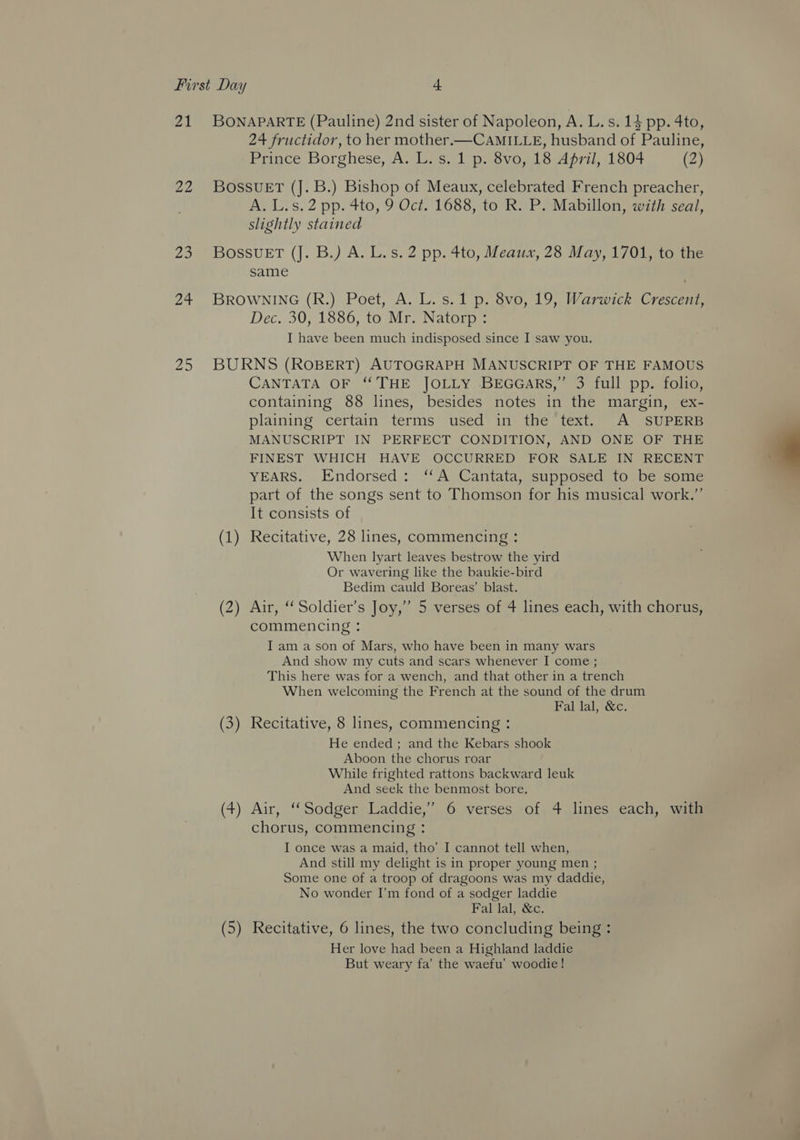 First Day 4
21 BONAPARTE (Pauline) 2nd sister of Napoleon, A. L. s. 1½ pp. 4to,
24 fructidor, to her mother.—CAMILLE, husband of Pauline,
Prince Borghese, A. L. s. 1 p. 8vo, 18 April, 1804 (2)
22 BOSSUET (J. B.) Bishop of Meaux, celebrated French preacher,
A. L. s. 2 pp. 4to, 9 Oct. 1688, to R. P. Mabillon, with seal,
slightly stained
23 BOSSUET (J. B.) A. L. s. 2 pp. 4to, Meaux, 28 May, 1701, to the
same
24 BROWNING (R.) Poet, A. L. s. 1 p. 8vo, 19, Warwick Crescent,
Dec. 30, 1886, to Mr. Natorp :
I have been much indisposed since I saw you.
25 BURNS (ROBERT) AUTOGRAPH MANUSCRIPT OF THE FAMOUS
CANTATA OF “THE JOLLY BEGGARS,” 3 full pp. folio,
containing 88 lines, besides notes in the margin, ex-
plaining certain terms used in the text. A SUPERB
MANUSCRIPT IN PERFECT CONDITION, AND ONE OF THE
FINEST WHICH HAVE OCCURRED FOR SALE IN RECENT
YEARS. Endorsed : “A Cantata, supposed to be some
part of the songs sent to Thomson for his musical work.”
It consists of
(1) Recitative, 28 lines, commencing :
When lyart leaves bestrow the yird
Or wavering like the baukie-bird
Bedim cauld Boreas’ blast.
(2) Air, “Soldier’s Joy,” 5 verses of 4 lines each, with chorus,
commencing :
I am a son of Mars, who have been in many wars
And show my cuts and scars whenever I come ;
This here was for a wench, and that other in a trench
When welcoming the French at the sound of the drum
Fal lal, &c.
(3) Recitative, 8 lines, commencing :
He ended ; and the Kebars shook
Aboon the chorus roar
While frighted rattons backward leuk
And seek the benmost bore.
(4) Air, “Sodger Laddie,” 6 verses of 4 lines each, with
chorus, commencing :
I once was a maid, tho’ I cannot tell when,
And still my delight is in proper young men ;
Some one of a troop of dragoons was my daddie,
No wonder I’m fond of a sodger laddie
Fal lal, &c.
(5) Recitative, 6 lines, the two concluding being :
Her love had been a Highland laddie
But weary fa’ the waefu’ woodie !